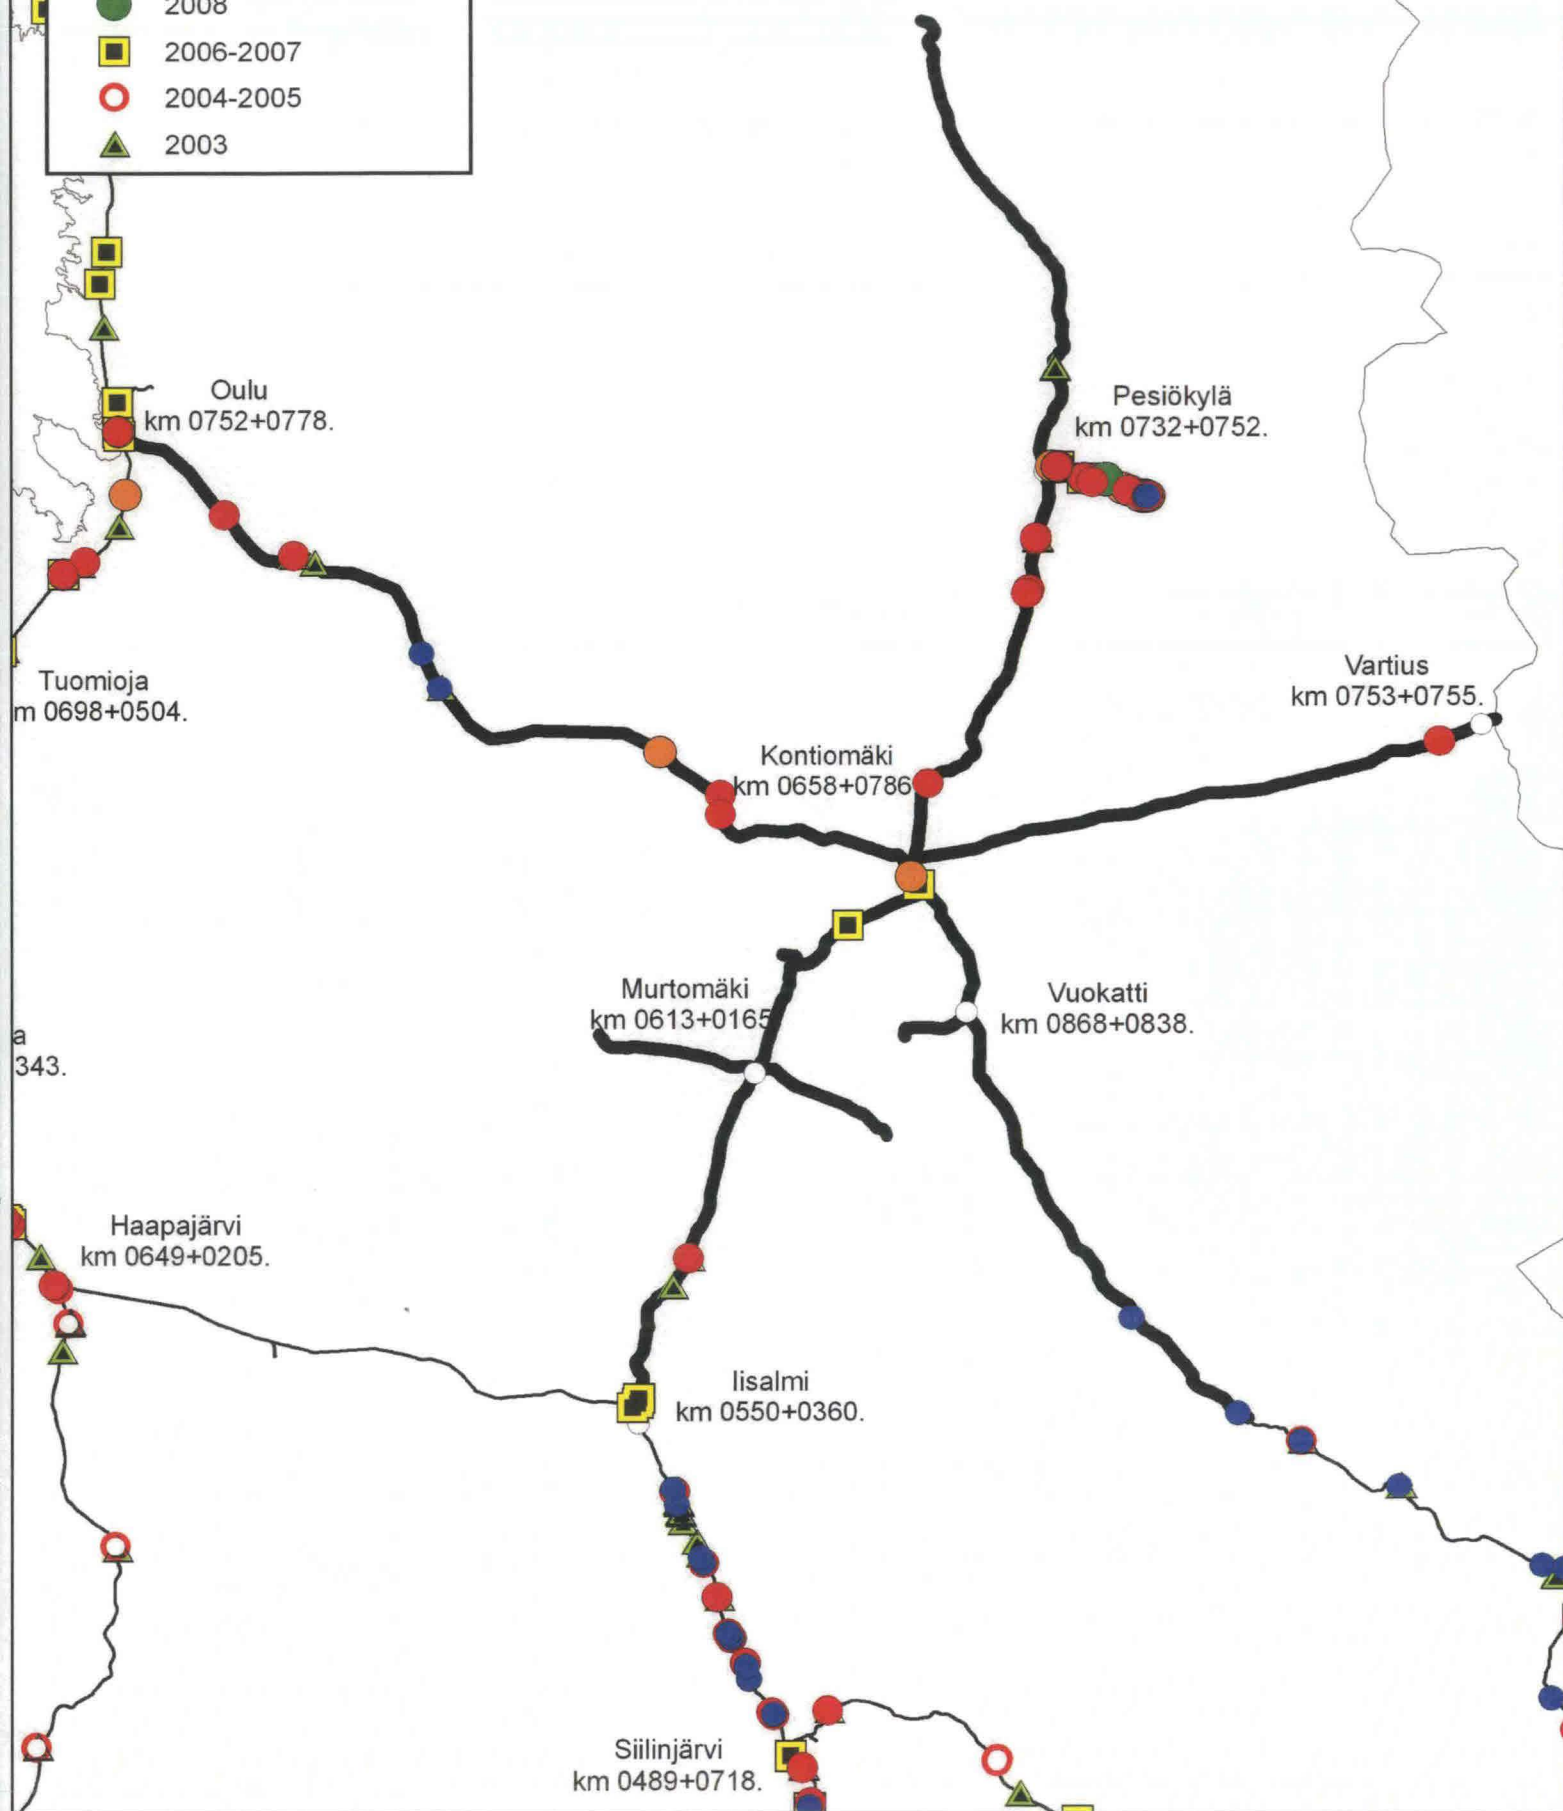 2008
2006-2007
2004-2005
2003
Oulu
km 0752+0778.
Pesiökylä
km 0732+0752.
Tuomioja
m 0698+0504.
Vartius
km 0753+0755.
Kontiomäki
km 0658+0786
Murtomäki
km 0613+0165
Vuokatti
km 0868+0838.
a
343.
Haapajärvi
km 0649+0205.
Iisalmi
km 0550+0360.
Siilinjärvi
km 0489+0718.